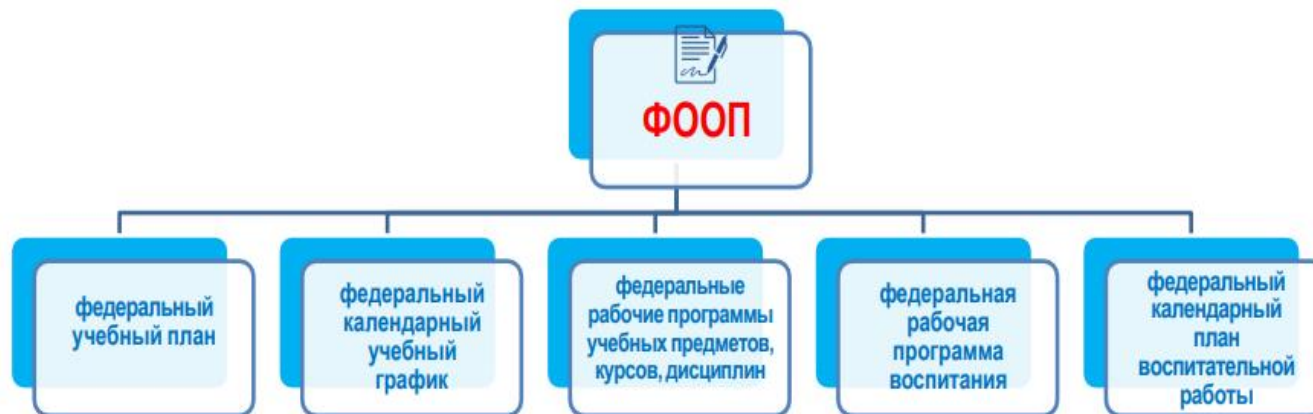 ФООП
федеральный
учебный план
федеральный
календарный
учебный
график
федеральные
рабочие программы
учебных предметов,
курсов, дисциплин
федеральная
рабочая
программа
воспитания
федеральный
календарный
план
воспитательной
работы